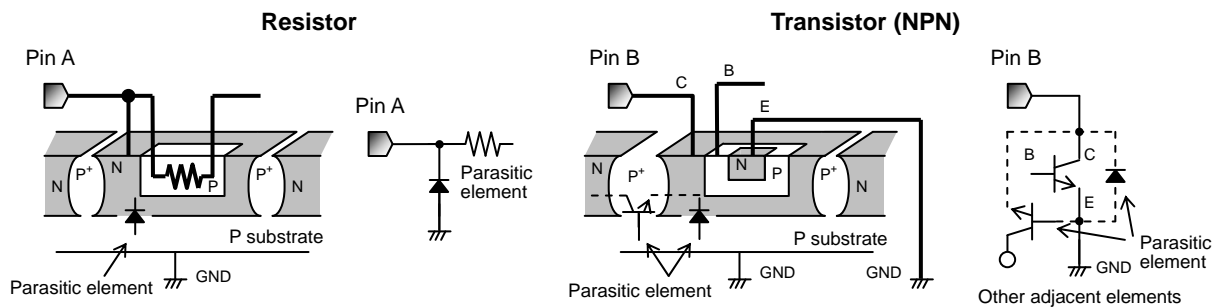 Resistor
Transistor (NPN)
Pin A
Pin A
N
P+
N
P
P+
N
Parasitic
element
P substrate
Parasitic element
GND
Pin B
C
B
E
N
P+
N
P
P+
N
P substrate
Parasitic element
GND
GND
Pin B
B
C
E
Parasitic
element
GND
Other adjacent elements